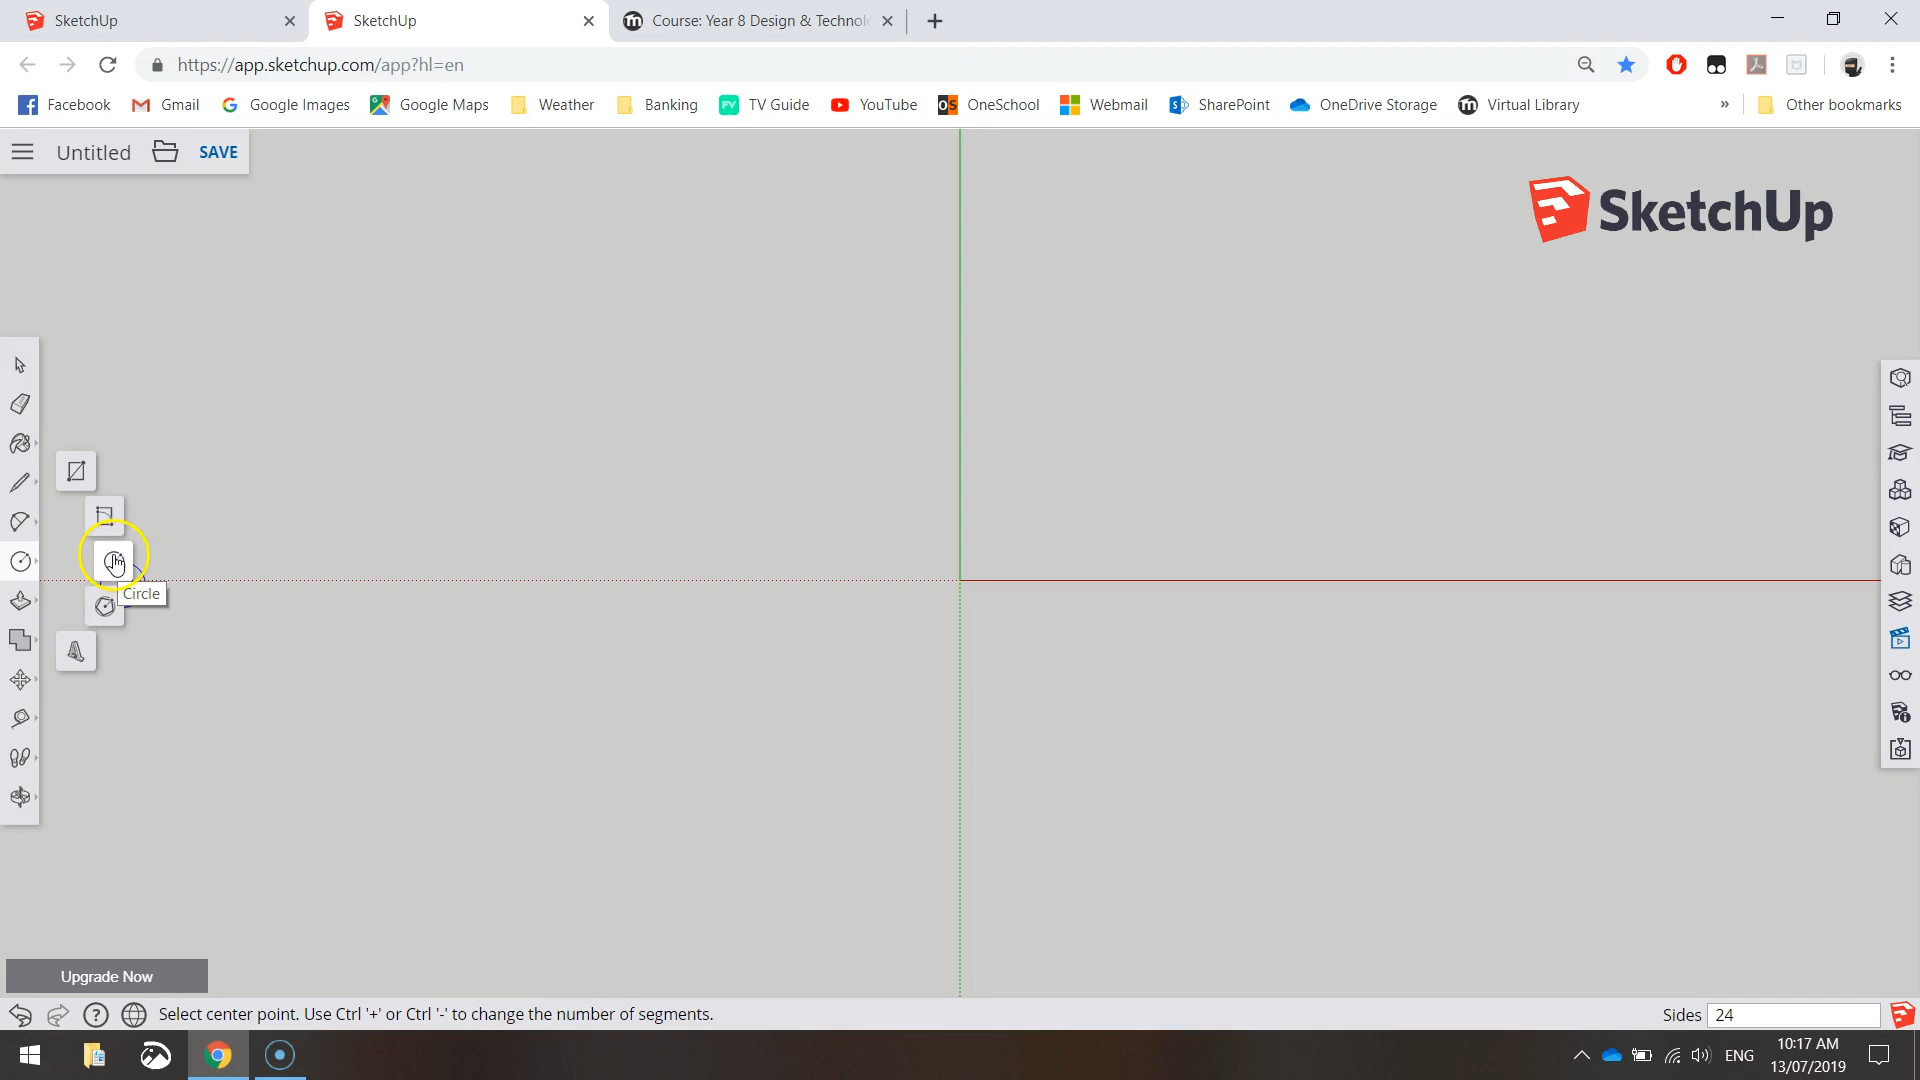 SketchUp
SketchUp
Course: Year 8 Design & Technol
https://app.sketchup.com/app?hl=en
Facebook
Gmail
Google Images
Google Maps
Weather
Banking
TV Guide
YouTube
OneSchool
Webmail
SharePoint
OneDrive Storage
Virtual Library
»
Other bookmarks
Untitled
SAVE
SketchUp
Circle
Upgrade Now
Select center point. Use Ctrl '+' or Ctrl '-' to change the number of segments.
Sides 24
ENG
10:17 AM
13/07/2019